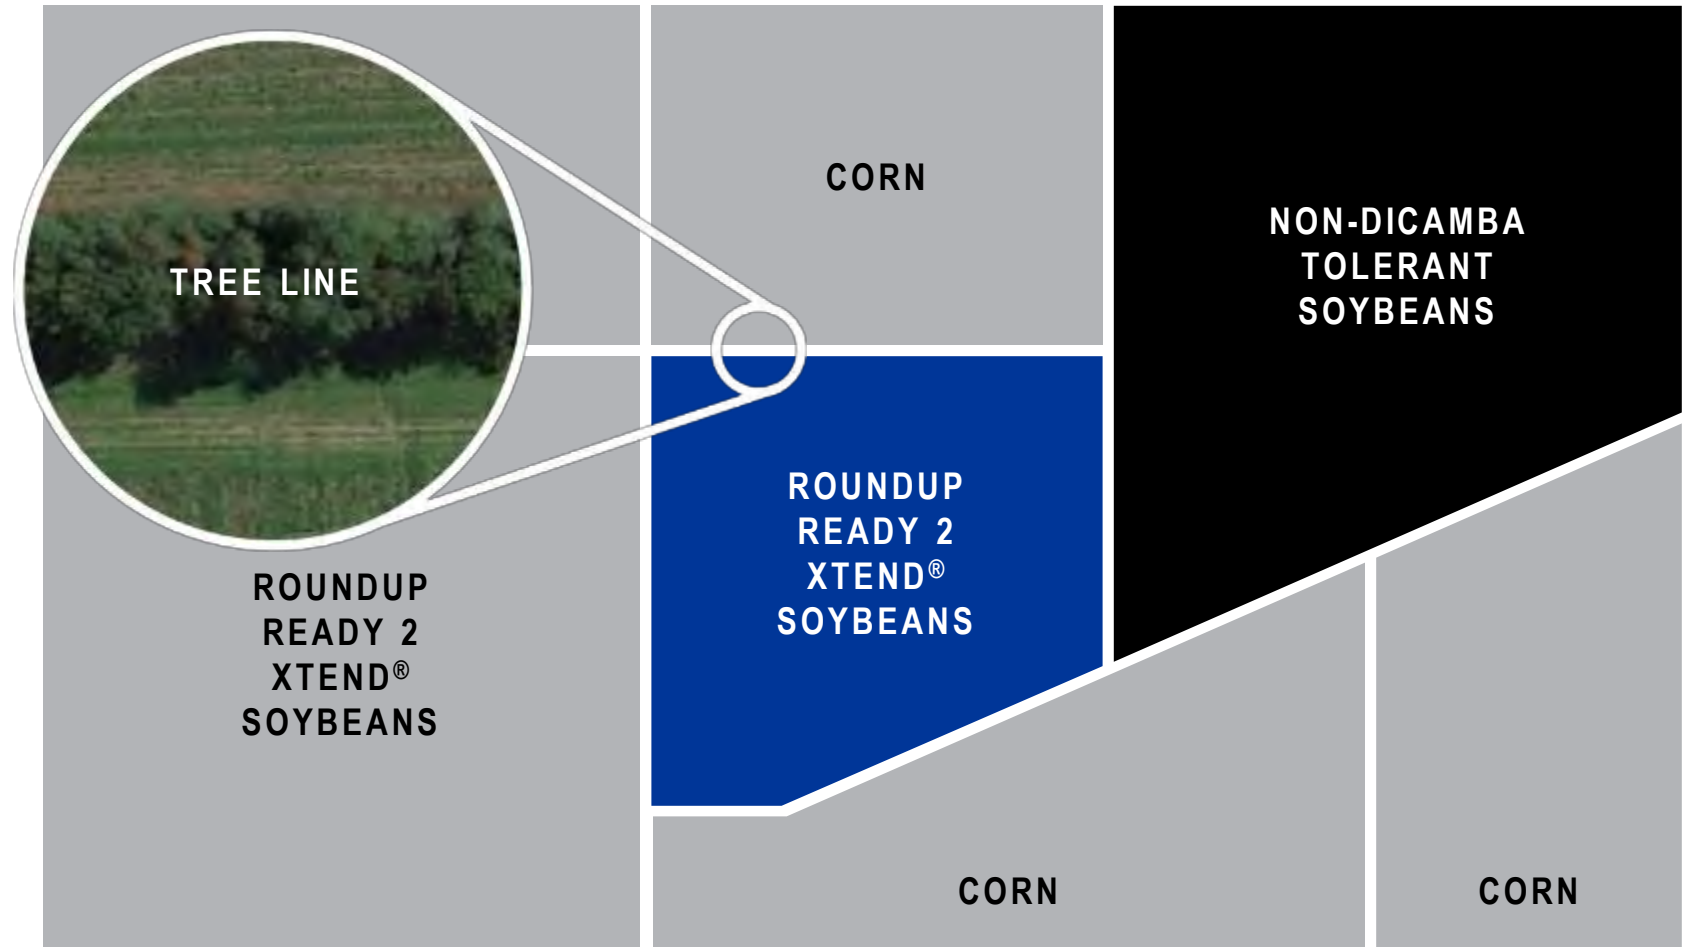 TREE LINE
CORN
NON-DICAMBA
TOLERANT
SOYBEANS
ROUNDUP
READY 2
XTEND®
SOYBEANS
ROUNDUP
READY 2
XTEND®
SOYBEANS
CORN
CORN